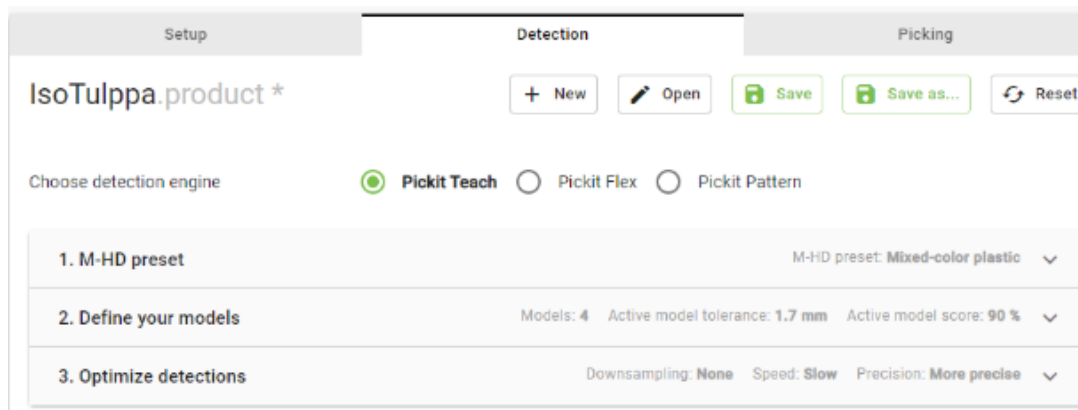 Setup Detection Picking
IsoTulppa.product * + New Open Save Save as... Reset
Choose detection engine Pickit Teach Pickit Flex Pickit Pattern
1. M-HD preset M-HD preset: Mixed-color plastic
2. Define your models Models: 4 Active model tolerance: 1.7 mm Active model score: 90 %
3. Optimize detections Downsampling: None Speed: Slow Precision: More precise